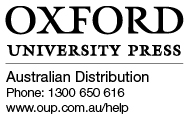 OXFORD
UNIVERSITY PRESS
Australian Distribution
Phone: 1300 650 616
www.oup.com.au/help